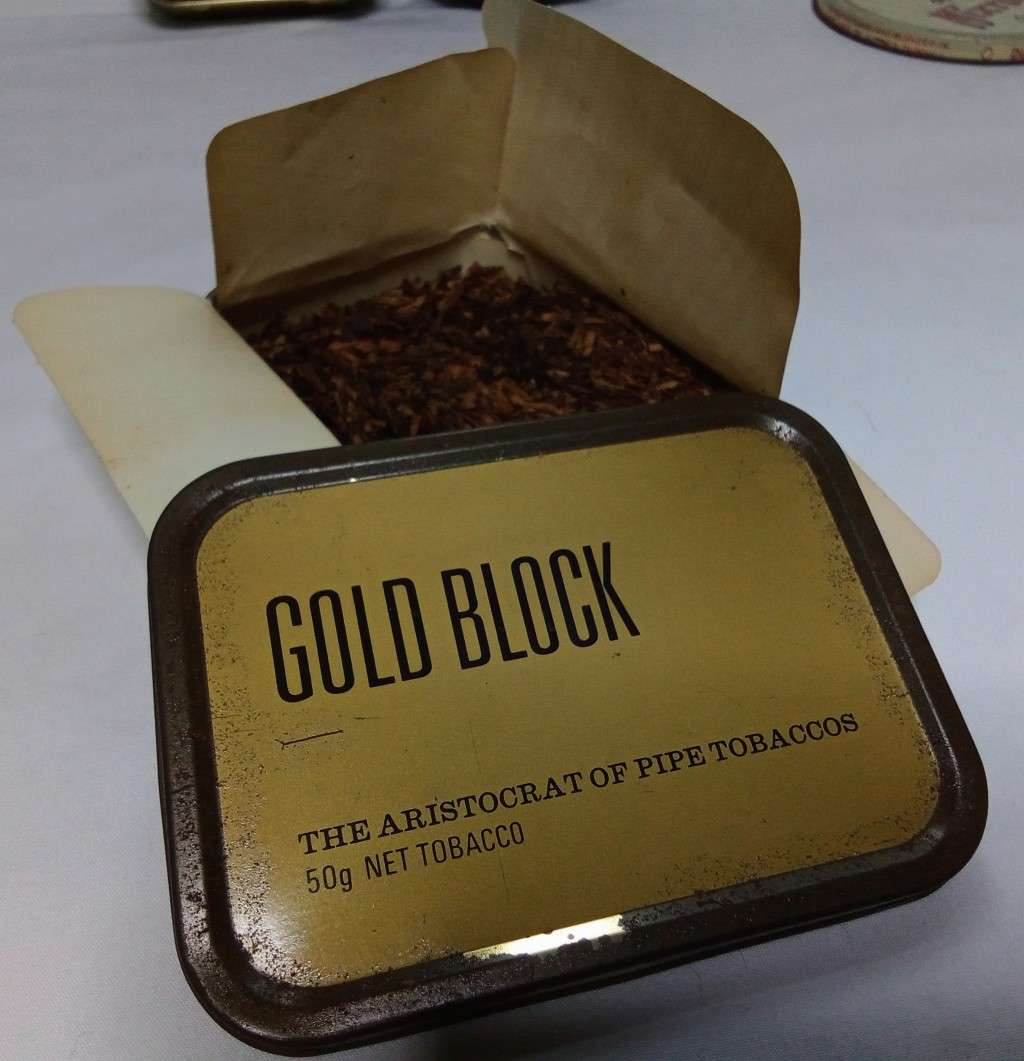 GOLD BLOCK
THE ARISTOCRAT OF PIPE TOBACCOS
50g NET TOBACCO